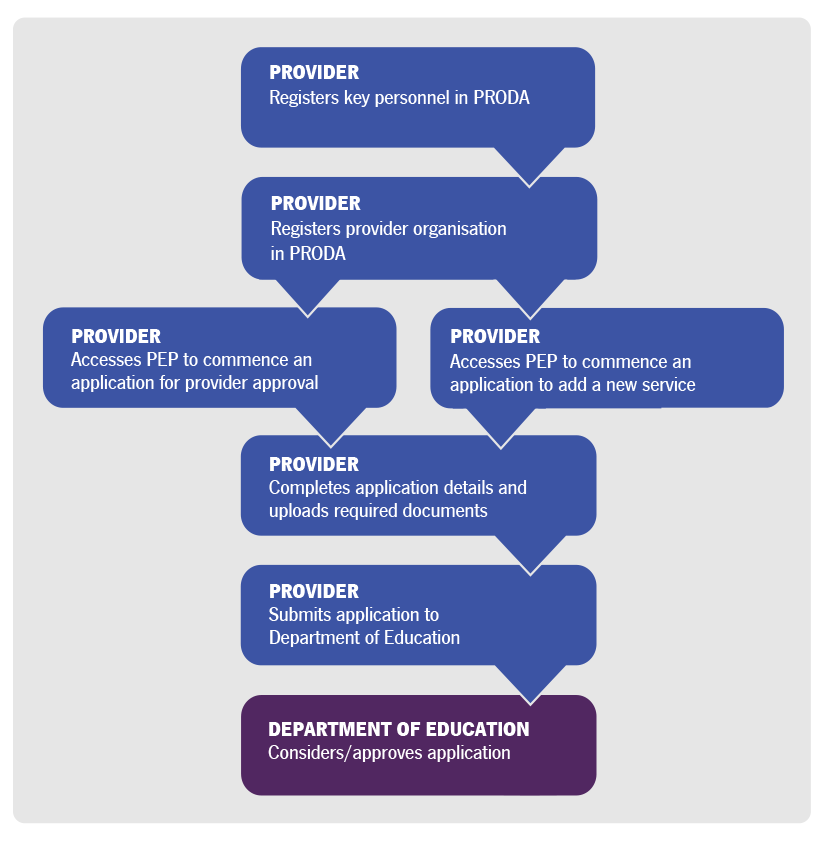 PROVIDER
Registers key personnel in PRODA
PROVIDER
Registers provider organisation
in PRODA
PROVIDER
Accesses PEP to commence an
application for provider approval
PROVIDER
Accesses PEP to commence an
application to add a new service
PROVIDER
Completes application details and
uploads required documents
PROVIDER
Submits application to
Department of Education
DEPARTMENT OF EDUCATION
Considers/approves application